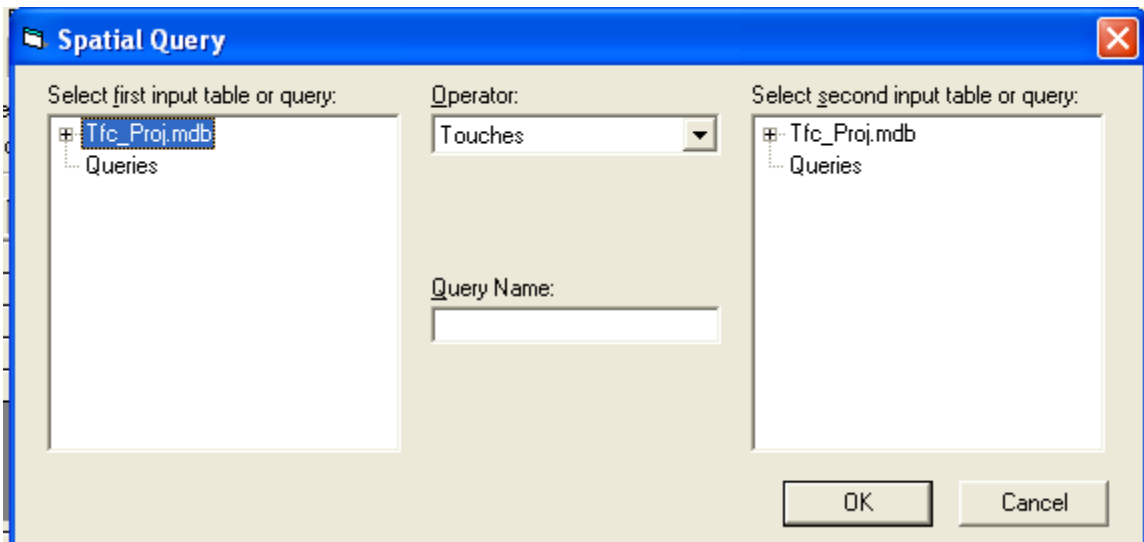 Spatial Query
Select first input table or query:
Tfc_Proj.mdb
Queries
Operator:
Touches
Query Name:
Select second input table or query:
Tfc_Proj.mdb
Queries
OK
Cancel